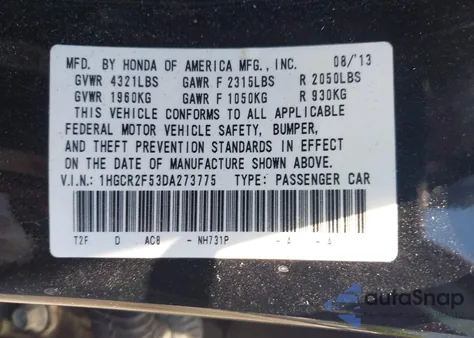 MFD. BY HONDA OF AMERICA MFG., INC. 08/'13
GVWR 4321LBS GAWR F 2315LBS R 2050LBS
GVWR 1960KG GAWR F 1050KG R 930KG
THIS VEHICLE CONFORMS TO ALL APPLICABLE
FEDERAL MOTOR VEHICLE SAFETY, BUMPER,
AND THEFT PREVENTION STANDARDS IN EFFECT
ON THE DATE OF MANUFACTURE SHOWN ABOVE.
V.I.N.: 1HGCR2F53DA273775 TYPE: PASSENGER CAR
T2F D AC8 - NH731P - A - A
autoSnap